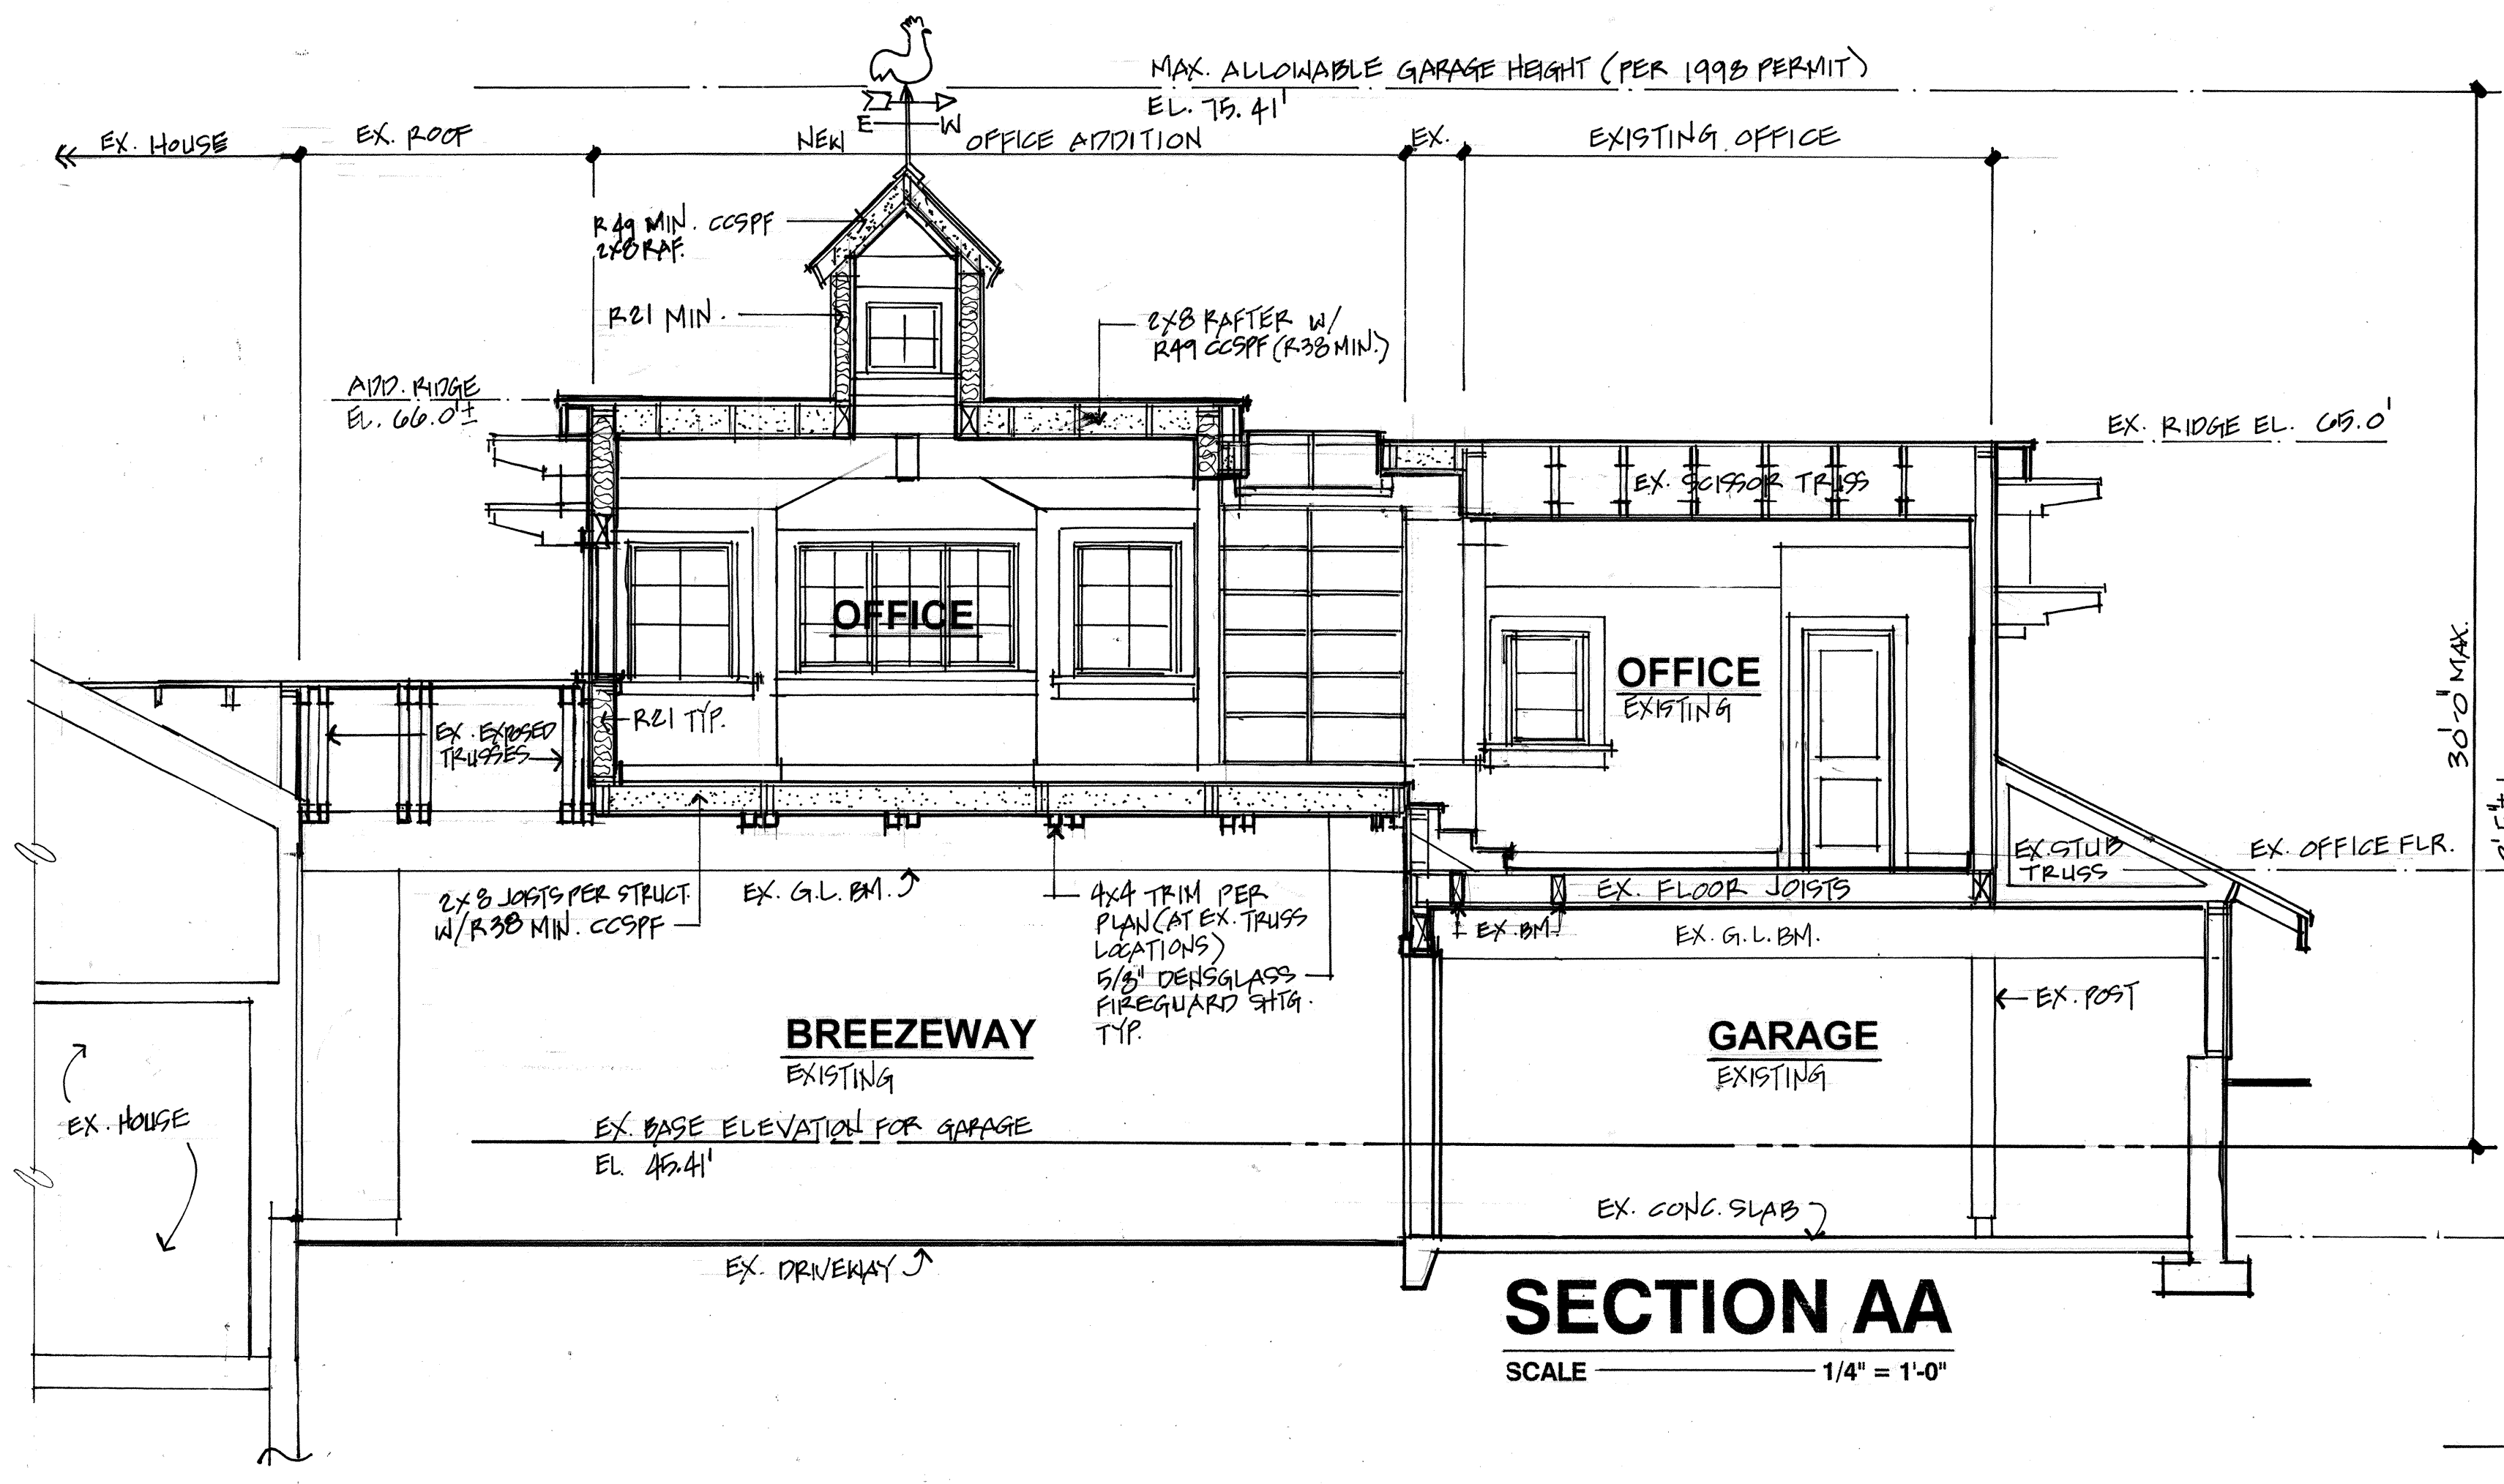 MAX. ALLOWABLE GARAGE HEIGHT (PER 1998 PERMIT)
EL. 75.41'
E W
EX. HOUSE
EX. ROOF
NEW OFFICE ADDITION
EX.
EXISTING OFFICE
R49 MIN. CCSPF
2X8 RAF.
R21 MIN.
2X8 RAFTER W/
R49 CCSPF (R38 MIN.)
ADD. RIDGE
EL. 66.0'±
EX. RIDGE EL. 65.0'
EX. SCISSOR TRUSS
OFFICE
OFFICE
EXISTING
30'-0" MAX.
R21 TYP.
EX. EXPOSED
TRUSSES
EX. STUB
TRUSS
EX. OFFICE FLR.
2X8 JOISTS PER STRUCT.
W/R38 MIN. CCSPF
EX. G.L. BM.
4X4 TRIM PER
PLAN (AT EX. TRUSS
LOCATIONS)
5/8" DENSGLASS
FIREGUARD SHTG.
TYP.
EX. FLOOR JOISTS
EX. BM.
EX. G.L. BM.
EX. POST
BREEZEWAY
EXISTING
GARAGE
EXISTING
EX. HOUSE
EX. BASE ELEVATION FOR GARAGE
EL. 45.41'
EX. CONC. SLAB
EX. DRIVEWAY
SECTION AA
SCALE 1/4" = 1'-0"